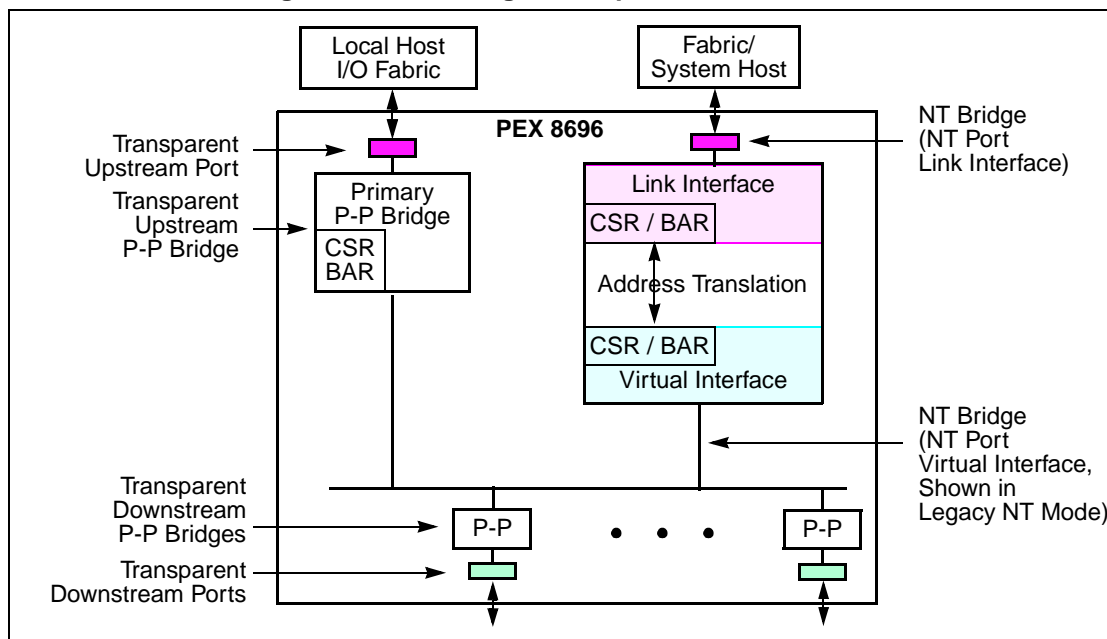 Local Host
I/O Fabric
Fabric/
System Host
PEX 8696
NT Bridge
(NT Port
Link Interface)
Transparent
Upstream Port
Transparent
Upstream
P-P Bridge
Primary
P-P Bridge
CSR
BAR
Link Interface
CSR / BAR
Address Translation
CSR / BAR
Virtual Interface
NT Bridge
(NT Port
Virtual Interface,
Shown in
Legacy NT Mode)
Transparent
Downstream
P-P Bridges
P-P
P-P
Transparent
Downstream Ports